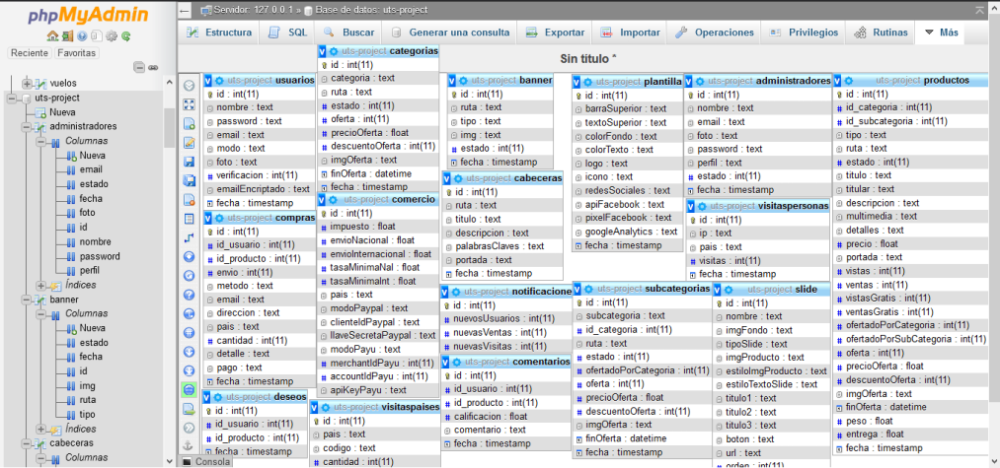 phpMyAdmin
Reciente Favoritas
vuelos
uts-project
Nueva
administradores
Columnas
Nueva
email
estado
fecha
foto
id
nombre
password
perfil
Índices
banner
Columnas
Nueva
estado
fecha
id
img
ruta
tipo
Índices
cabeceras
Columnas
Servidor: 127.0.0.1 » Base de datos: uts-project
Estructura SQL Buscar Generar una consulta Exportar Importar Operaciones Privilegios Rutinas Más
Sin título *
uts-project usuarios
id : int(11)
nombre : text
password : text
email : text
modo : text
foto : text
verificacion : int(11)
emailEncriptado : text
fecha : timestamp
uts-project compras
id : int(11)
id_usuario : int(11)
id_producto : int(11)
envio : int(11)
metodo : text
email : text
direccion : text
pais : text
cantidad : int(11)
detalle : text
pago : text
fecha : timestamp
uts-project deseos
id : int(11)
id_usuario : int(11)
id_producto : int(11)
fecha : timestamp
uts-project categorias
id : int(11)
categoria : text
ruta : text
estado : int(11)
oferta : int(11)
precioOferta : float
descuentoOferta : int(11)
imgOferta : text
finOferta : datetime
fecha : timestamp
uts-project comercio
id : int(11)
impuesto : float
envioNacional : float
envioInternacional : float
tasaMinimaNal : float
tasaMinimaInt : float
pais : text
modoPaypal : text
clienteIdPaypal : text
llaveSecretaPaypal : text
modoPayu : text
merchantIdPayu : int(11)
accountIdPayu : int(11)
apiKeyPayu : text
uts-project visitaspaises
id : int(11)
pais : text
codigo : text
cantidad : int(11)
uts-project banner
id : int(11)
ruta : text
tipo : text
img : text
estado : int(11)
fecha : timestamp
uts-project cabeceras
id : int(11)
ruta : text
titulo : text
descripcion : text
palabrasClaves : text
portada : text
fecha : timestamp
uts-project notificacione
id : int(11)
nuevosUsuarios : int(11)
nuevasVentas : int(11)
nuevasVisitas : int(11)
uts-project comentarios
id : int(11)
id_usuario : int(11)
id_producto : int(11)
calificacion : float
comentario : text
fecha : timestamp
uts-project plantilla
id : int(11)
barraSuperior : text
textoSuperior : text
colorFondo : text
colorTexto : text
logo : text
icono : text
redesSociales : text
apiFacebook : text
pixelFacebook : text
googleAnalytics : text
fecha : timestamp
uts-project subcategorias
id : int(11)
subcategoria : text
id_categoria : int(11)
ruta : text
estado : int(11)
ofertadoPorCategoria : int(11)
oferta : int(11)
precioOferta : float
descuentoOferta : int(11)
imgOferta : text
finOferta : datetime
fecha : timestamp
uts-project administradores
id : int(11)
nombre : text
email : text
foto : text
password : text
perfil : text
estado : int(11)
fecha : timestamp
uts-project visitaspersonas
id : int(11)
ip : text
pais : text
visitas : int(11)
fecha : timestamp
uts-project slide
id : int(11)
nombre : text
imgFondo : text
tipoSlide : text
imgProducto : text
estiloImgProducto : text
estiloTextoSlide : text
titulo1 : text
titulo2 : text
titulo3 : text
boton : text
url : text
orden : int(11)
uts-project productos
id : int(11)
id_categoria : int(11)
id_subcategoria : int(11)
tipo : text
ruta : text
estado : int(11)
titulo : text
titular : text
descripcion : text
multimedia : text
detalles : text
precio : float
portada : text
vistas : int(11)
ventas : int(11)
vistasGratis : int(11)
ventasGratis : int(11)
ofertadoPorCategoria : int(11)
ofertadoPorSubCategoria : int(11)
oferta : int(11)
precioOferta : float
descuentoOferta : int(11)
imgOferta : text
finOferta : datetime
peso : float
entrega : float
fecha : timestamp
Consola